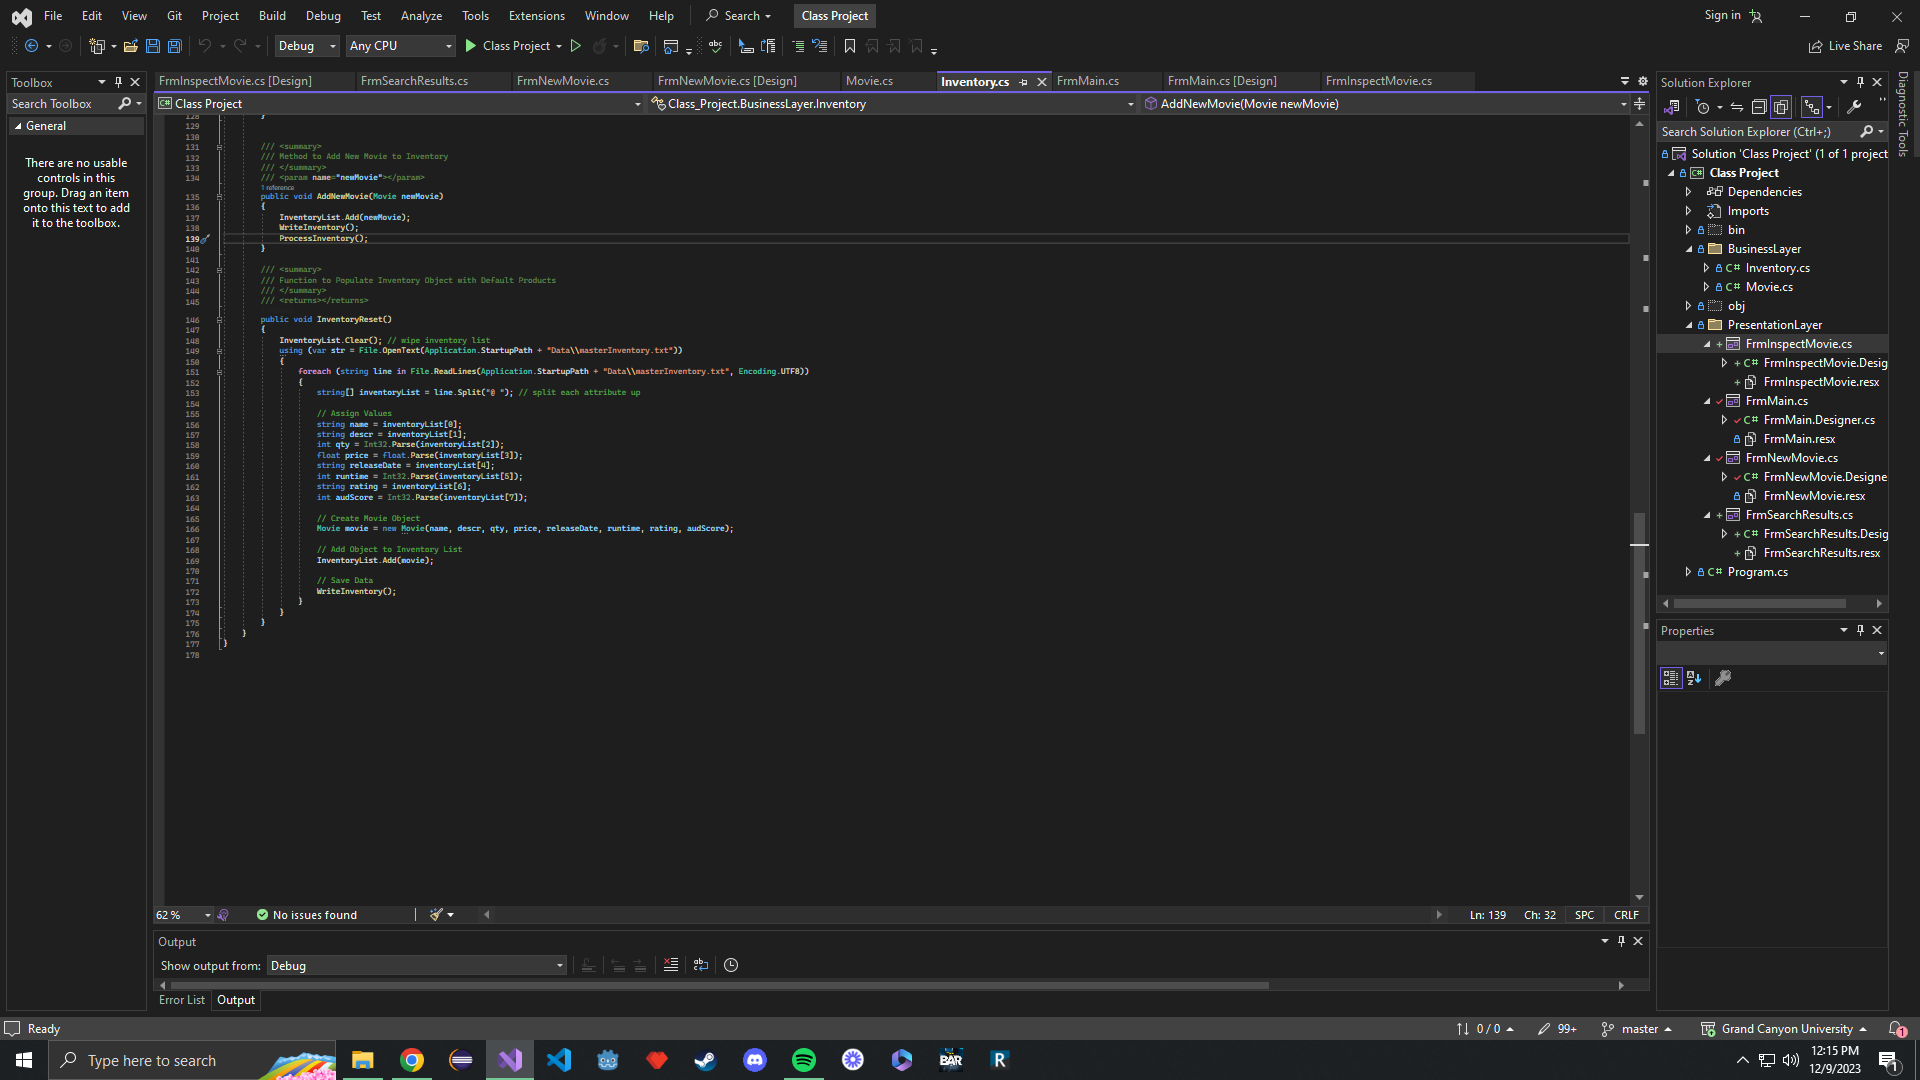 File Edit View Git Project Build Debug Test Analyze Tools Extensions Window Help Search Class Project Sign in
Debug Any CPU Class Project Live Share
Toolbox
Search Toolbox
General
There are no usable
controls in this
group. Drag an item
onto this text to add
it to the toolbox.
FrmInspectMovie.cs [Design] FrmSearchResults.cs FrmNewMovie.cs FrmNewMovie.cs [Design] Movie.cs Inventory.cs FrmMain.cs FrmMain.cs [Design] FrmInspectMovie.cs
Class Project Class_Project.BusinessLayer.Inventory AddNewMovie(Movie newMovie)
128 }
129
130
131 /// <summary>
132 /// Method to Add New Movie to Inventory
133 /// </summary>
134 /// <param name="newMovie"></param>
1 reference
135 public void AddNewMovie(Movie newMovie)
136 {
137 InventoryList.Add(newMovie);
138 WriteInventory();
139 ProcessInventory();
140 }
141
142 /// <summary>
143 /// Function to Populate Inventory Object with Default Products
144 /// </summary>
145 /// <returns></returns>
146 public void InventoryReset()
147 {
148 InventoryList.Clear(); // wipe inventory list
149 using (var str = File.OpenText(Application.StartupPath + "Data\\masterInventory.txt"))
150 {
151 foreach (string line in File.ReadLines(Application.StartupPath + "Data\\masterInventory.txt", Encoding.UTF8))
152 {
153 string[] inventoryList = line.Split("@ "); // split each attribute up
154
155 // Assign Values
156 string name = inventoryList[0];
157 string descr = inventoryList[1];
158 int qty = Int32.Parse(inventoryList[2]);
159 float price = float.Parse(inventoryList[3]);
160 string releaseDate = inventoryList[4];
161 int runtime = Int32.Parse(inventoryList[5]);
162 string rating = inventoryList[6];
163 int audScore = Int32.Parse(inventoryList[7]);
164
165 // Create Movie Object
166 Movie movie = new Movie(name, descr, qty, price, releaseDate, runtime, rating, audScore);
167
168 // Add Object to Inventory List
169 InventoryList.Add(movie);
170
171 // Save Data
172 WriteInventory();
173 }
174 }
175 }
176 }
177 }
178
62 % No issues found Ln: 139 Ch: 32 SPC CRLF
Output
Show output from: Debug
Error List Output
Solution Explorer
Search Solution Explorer (Ctrl+;)
Solution 'Class Project' (1 of 1 project
Class Project
Dependencies
Imports
bin
BusinessLayer
C# Inventory.cs
C# Movie.cs
obj
PresentationLayer
FrmInspectMovie.cs
C# FrmInspectMovie.Desig
FrmInspectMovie.resx
FrmMain.cs
C# FrmMain.Designer.cs
FrmMain.resx
FrmNewMovie.cs
C# FrmNewMovie.Designe
FrmNewMovie.resx
FrmSearchResults.cs
C# FrmSearchResults.Desig
FrmSearchResults.resx
C# Program.cs
Properties
Diagnostic Tools
Ready 0 / 0 99+ master Grand Canyon University 1
Type here to search BAR R 12:15 PM
12/9/2023 1